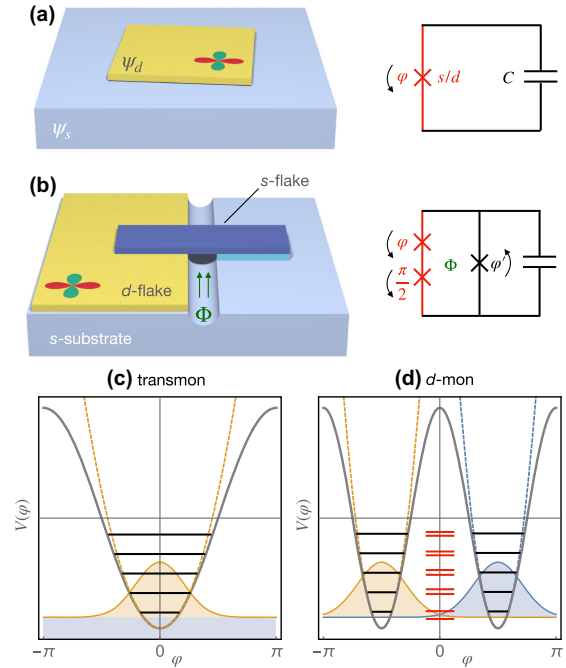 (a)
ψd
ψs
φ
s/d
C
(b)
s-flake
d-flake
Φ
s-substrate
φ
π/2
Φ
φ′
(c) transmon
(d) d-mon
V(φ)
−π
0
φ
π
V(φ)
−π
0
φ
π